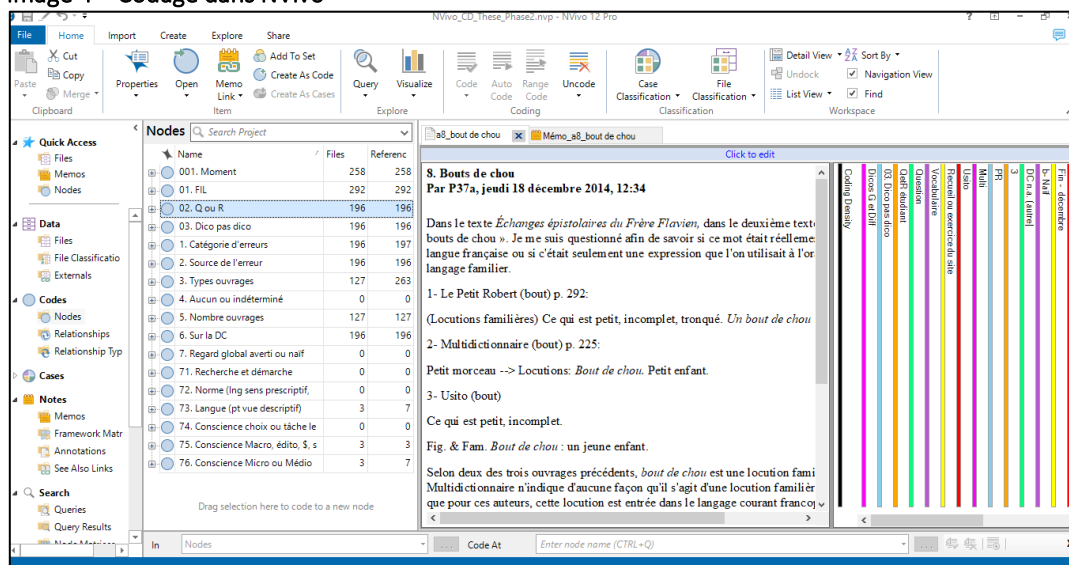 Image 4 – Codage dans NVivo
NVivo_CD_These_Phase2.nvp - NVivo 12 Pro
File Home Import Create Explore Share
Cut
Copy
Merge
Paste
Clipboard
Properties
Open
Memo Link
Add To Set
Create As Code
Create As Cases
Item
Query
Visualize
Explore
Code
Auto Code
Range Code
Uncode
Coding
Case Classification
File Classification
Classification
Detail View
Sort By
Undock
Navigation View
List View
Find
Workspace
Quick Access
Files
Memos
Nodes
Data
Files
File Classificatio
Externals
Codes
Nodes
Relationships
Relationship Typ
Cases
Notes
Memos
Framework Matr
Annotations
See Also Links
Search
Queries
Query Results
Nodes Search Project
Name Files Referenc
001. Moment 258 258
01. FIL 292 292
02. Q ou R 196 196
03. Dico pas dico 196 196
1. Catégorie d'erreurs 196 197
2. Source de l'erreur 196 196
3. Types ouvrages 127 263
4. Aucun ou indéterminé 0 0
5. Nombre ouvrages 127 127
6. Sur la DC 196 196
7. Regard global averti ou naïf 0 0
71. Recherche et démarche 0 0
72. Norme (lng sens prescriptif, 0 0
73. Langue (pt vue descriptif) 3 7
74. Conscience choix ou tâche le 0 0
75. Conscience Macro, édito, $, s 3 3
76. Conscience Micro ou Médio 3 7
Drag selection here to code to a new node
a8_bout de chou
Mémo_a8_bout de chou
Click to edit
8. Bouts de chou
Par P37a, jeudi 18 décembre 2014, 12:34
Dans le texte Échanges épistolaires du Frère Flavien, dans le deuxième texte
bouts de chou ». Je me suis questionné afin de savoir si ce mot était réelleme
langue française ou si c'était seulement une expression que l'on utilisait à l'or
langage familier.
1- Le Petit Robert (bout) p. 292:
(Locutions familières) Ce qui est petit, incomplet, tronqué. Un bout de chou
2- Multidictionnaire (bout) p. 225:
Petit morceau --> Locutions: Bout de chou. Petit enfant.
3- Usito (bout)
Ce qui est petit, incomplet.
Fig. & Fam. Bout de chou : un jeune enfant.
Selon deux des trois ouvrages précédents, bout de chou est une locution fami
Multidictionnaire n'indique d'aucune façon qu'il s'agit d'une locution familièr
que pour ces auteurs, cette locution est entrée dans le langage courant francop
Coding Density
Dicos G et Diff
03. Dico pas dico
QetR étudiant
Question
Vocabulaire
Recueil ou exercice du site
Usito
Multi
PR
3
DC n.a. (autre)
b- Naïf
Fin - décembre
In Nodes
Code At Enter node name (CTRL+Q)